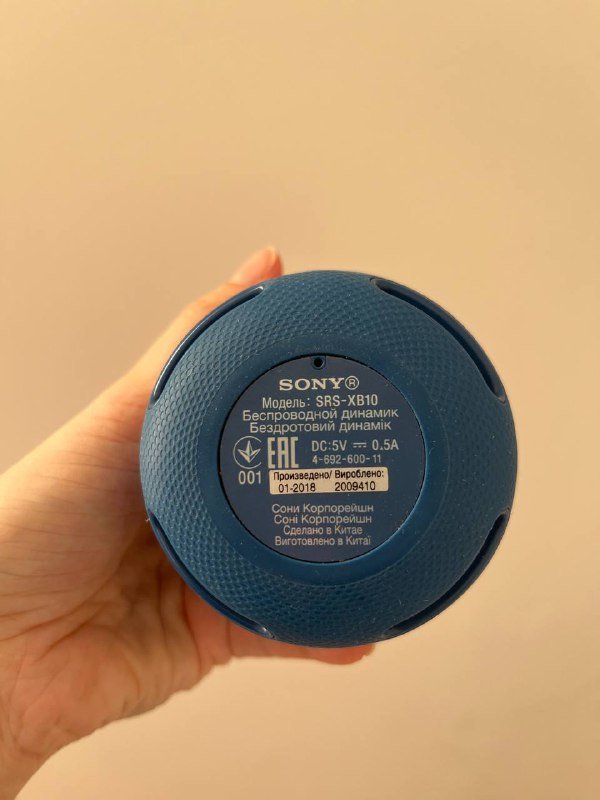 SONY®
Модель: SRS-XB10
Беспроводной динамик
Бездротовий динамік
EAC DC:5V ⎓ 0.5A
4-692-600-11
001 Произведено/ Вироблено:
01-2018 2009410
Сони Корпорейшн
Соні Корпорейшн
Сделано в Китае
Виготовлено в Китаї